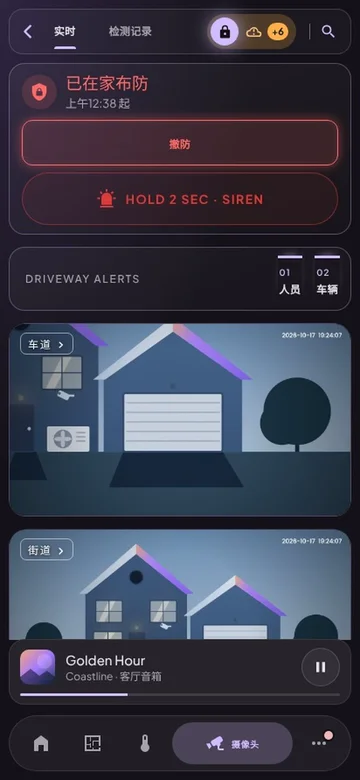 实时
检测记录
+6
已在家布防
上午12:38 起
撤防
HOLD 2 SEC · SIREN
DRIVEWAY ALERTS
01
人员
02
车辆
车道
2026-10-17 19:24:07
街道
2026-10-17 19:24:07
Golden Hour
Coastline · 客厅音箱
摄像头